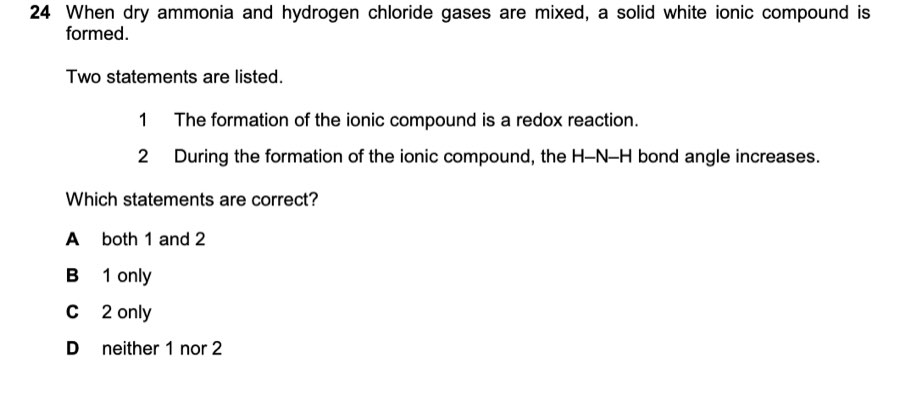 24 When dry ammonia and hydrogen chloride gases are mixed, a solid white ionic compound is
formed.
Two statements are listed.
1 The formation of the ionic compound is a redox reaction.
2 During the formation of the ionic compound, the H–N–H bond angle increases.
Which statements are correct?
A both 1 and 2
B 1 only
C 2 only
D neither 1 nor 2